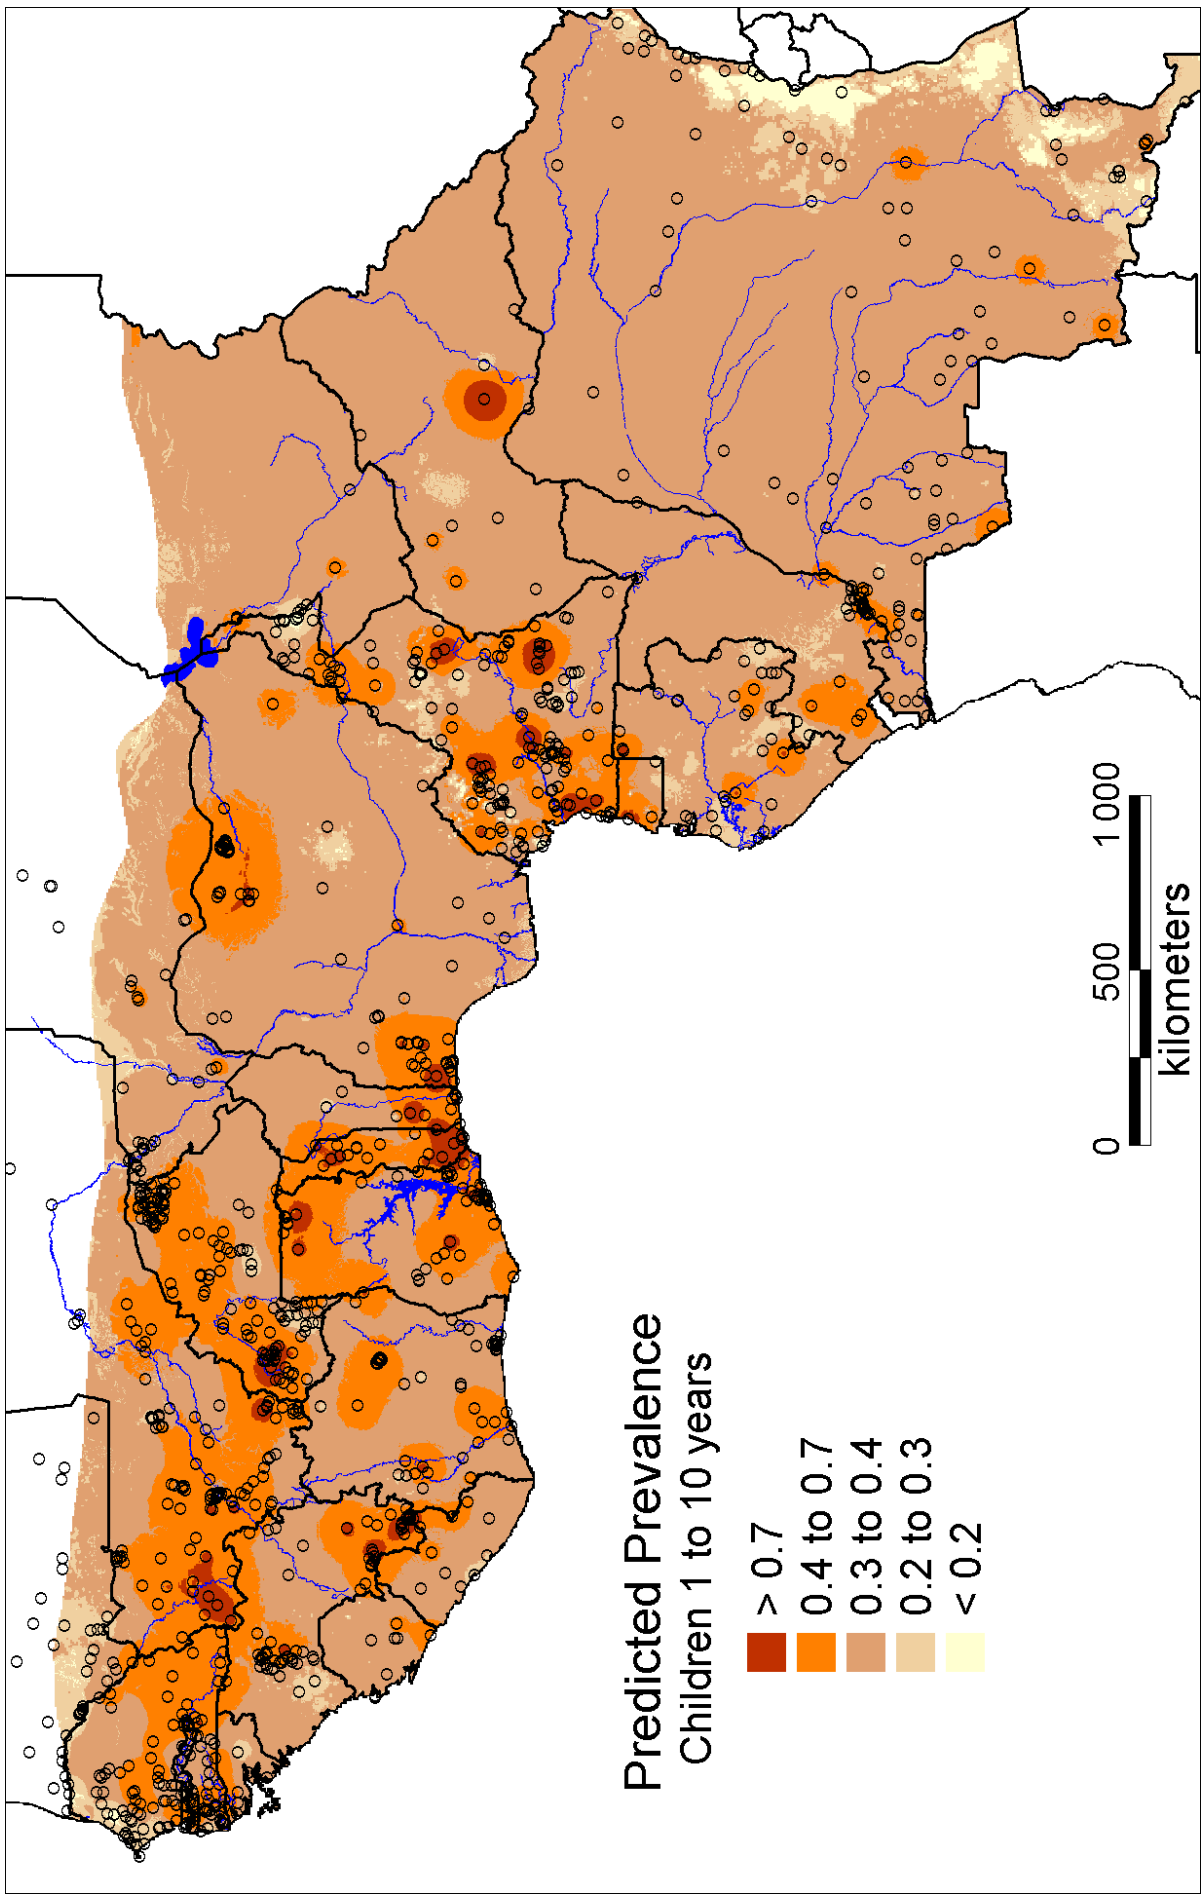 Predicted Prevalence
Children 1 to 10 years
> 0.7
0.4 to 0.7
0.3 to 0.4
0.2 to 0.3
< 0.2
0 500 1 000
kilometers